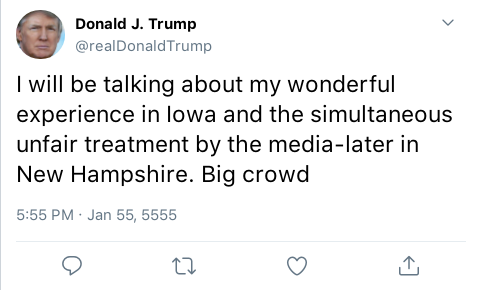 Donald J. Trump
@realDonaldTrump
I will be talking about my wonderful
experience in Iowa and the simultaneous
unfair treatment by the media-later in
New Hampshire. Big crowd
5:55 PM · Jan 55, 5555